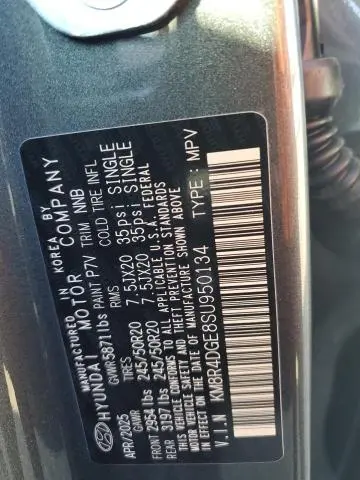 MANUFACTURED IN KOREA BY
HYUNDAI MOTOR COMPANY
APR/2025 GVWR:5871lbs PAINT P7V TRIM NNB
GAWR TIRES RIMS COLD TIRE INFL
FRONT 2954 lbs 245/50R20 7.5JX20 35psi SINGLE
REAR 3197 lbs 245/50R20 7.5JX20 35psi SINGLE
THIS VEHICLE CONFORMS TO ALL APPLICABLE U.S.A. FEDERAL
MOTOR VEHICLE SAFETY AND THEFT PREVENTION STANDARDS
IN EFFECT ON THE DATE OF MANUFACTURE SHOWN ABOVE.
V.I.N : KM8R4DGE8SU950134 TYPE : MPV